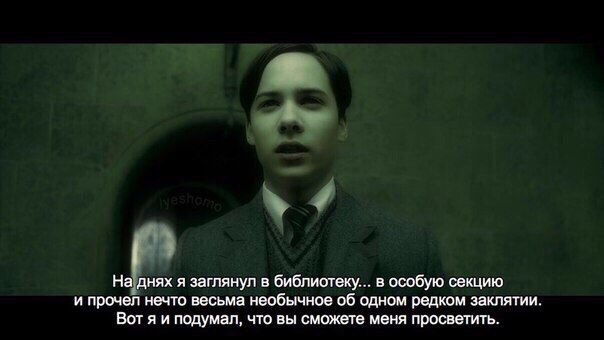 lyeshomo
На днях я заглянул в библиотеку... в особую секцию
и прочел нечто весьма необычное об одном редком заклятии.
Вот я и подумал, что вы сможете меня просветить.